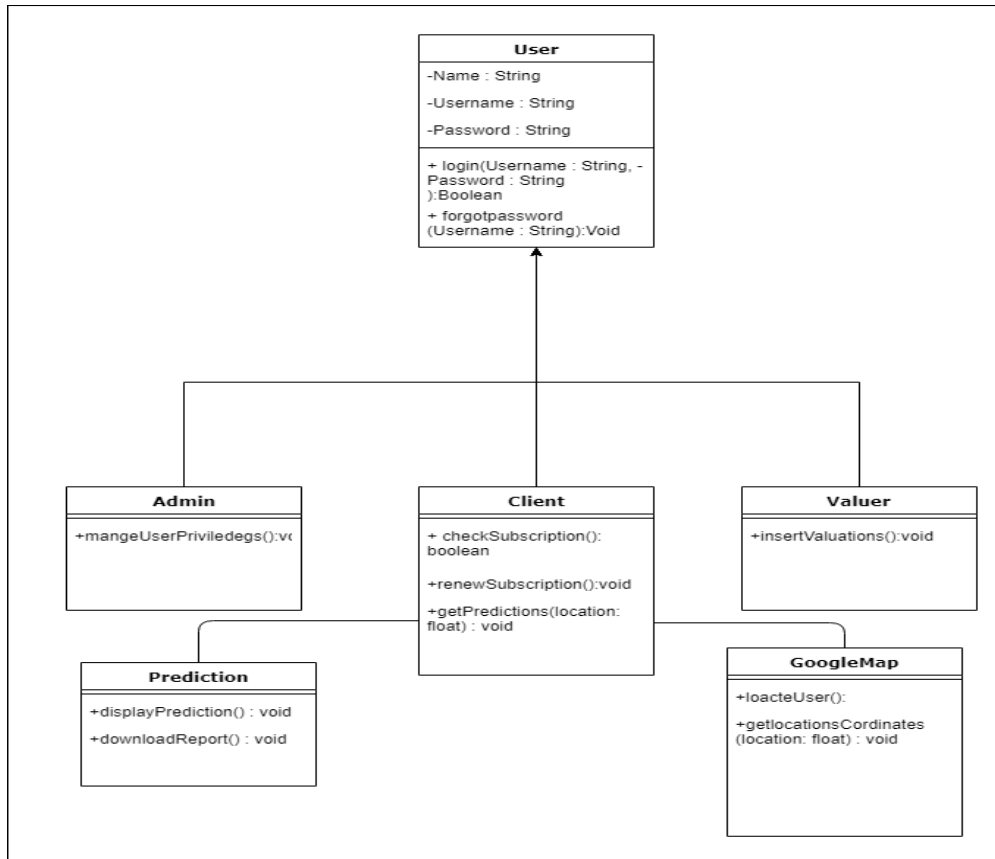 User
-Name : String
-Username : String
-Password : String
+ login(Username : String, -
Password : String
):Boolean
+ forgotpassword
(Username : String):Void
Admin
+mangeUserPriviledegs():vc
Client
+ checkSubscription():
boolean
+renewSubscription():void
+getPredictions(location:
float) : void
Valuer
+insertValuations():void
Prediction
+displayPrediction() : void
+downloadReport() : void
GoogleMap
+loacteUser():
+getlocationsCordinates
(location: float) : void